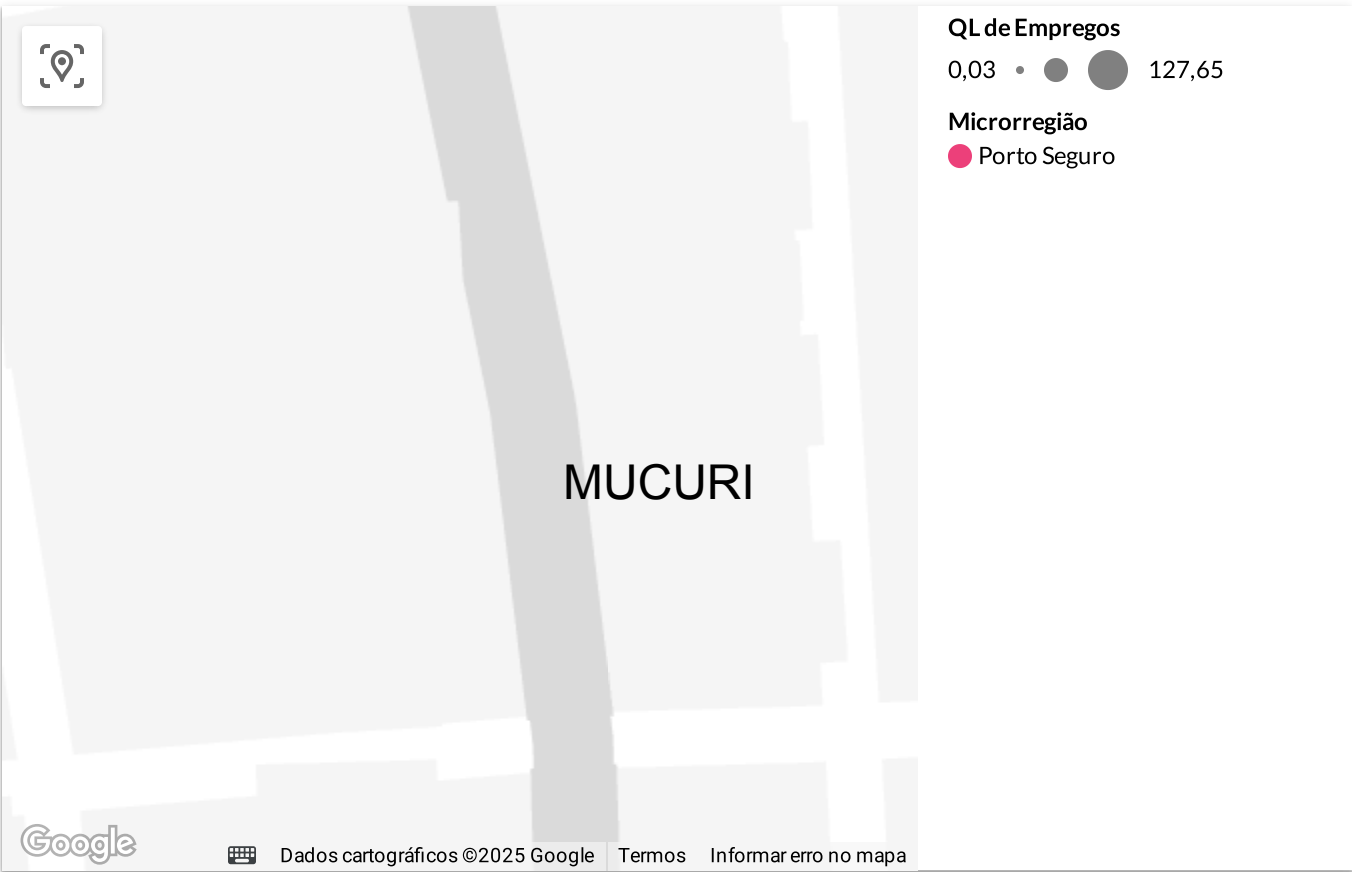 QL de Empregos
0,03 127,65
Microrregião
Porto Seguro
MUCURI
Google
Dados cartográficos ©2025 Google Termos Informar erro no mapa